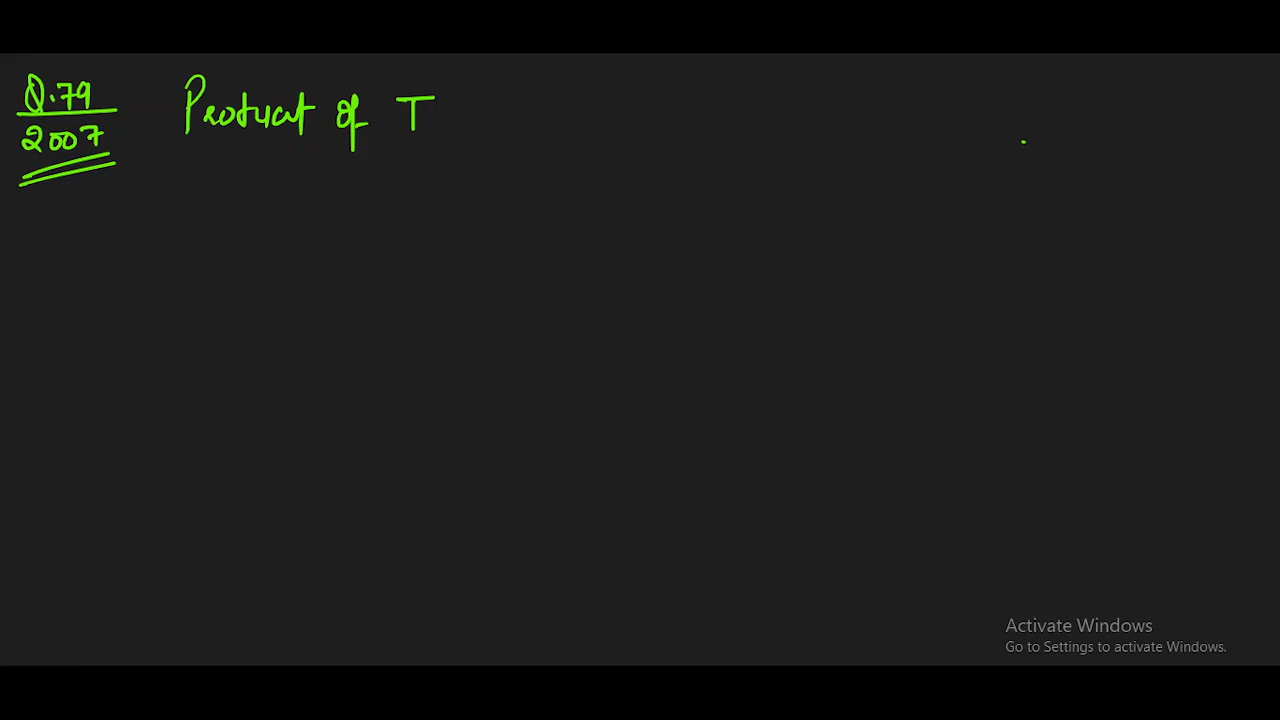 Q.79
2007
Product of T
Activate Windows
Go to Settings to activate Windows.